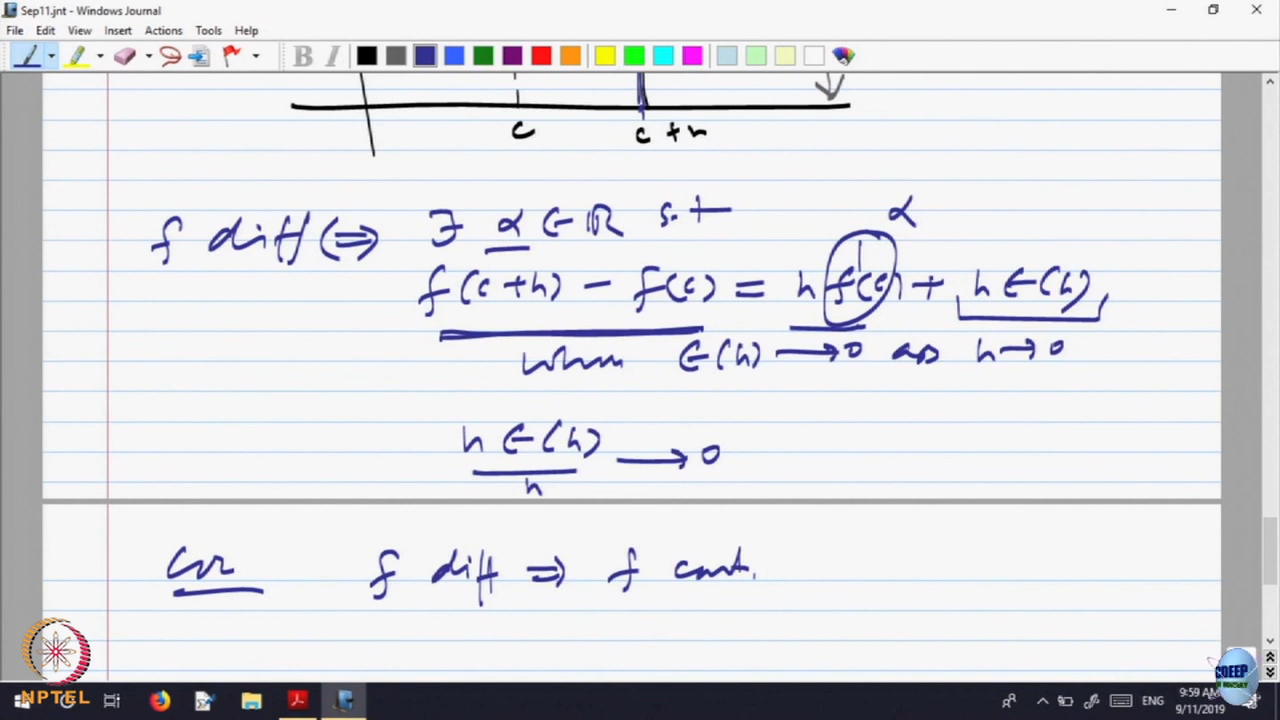 Sep11.jnt - Windows Journal
File Edit View Insert Actions Tools Help
B I
c c + h
f diff ⇔ ∃ α ∈ ℝ s.t α
f(c+h) - f(c) = h f'(c) + h ∈(h),
when ∈(h) → 0 as h → 0
h ∈(h) → 0
h
Cor f diff ⇒ f cont.
NPTEL
CDEEP
ENG
9:59 AM
9/11/2019